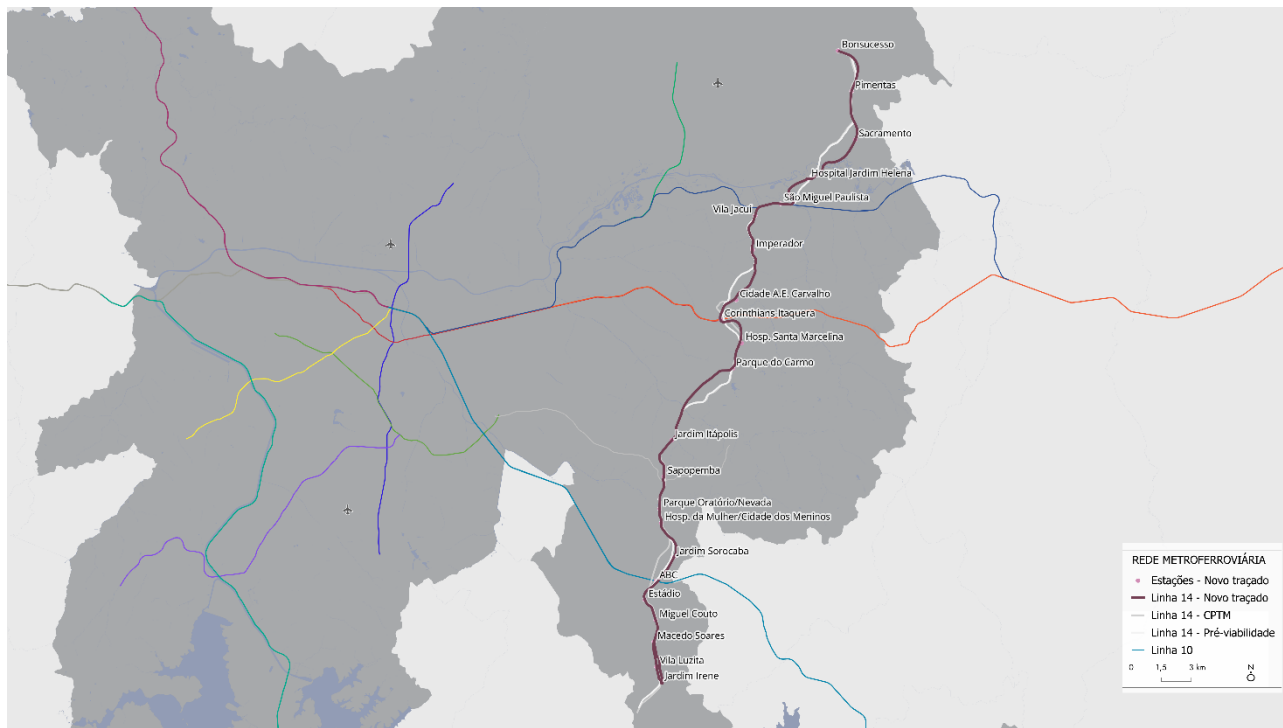 Bonsucesso
Pimentas
Sacramento
Hospital Jardim Helena
São Miguel Paulista
Vila Jacuí
Imperador
Cidade A.E. Carvalho
Corinthians Itaquera
Hosp. Santa Marcelina
Parque do Carmo
Jardim Itápolis
Sapopemba
Parque Oratório/Nevada
Hosp. da Mulher/Cidade dos Meninos
Jardim Sorocaba
ABC
Estádio
Miguel Couto
Macedo Soares
Vila Luzita
Jardim Irene
REDE METROFERROVIÁRIA
Estações - Novo traçado
Linha 14 - Novo traçado
Linha 14 - CPTM
Linha 14 - Pré-viabilidade
Linha 10
0 1,5 3 km N